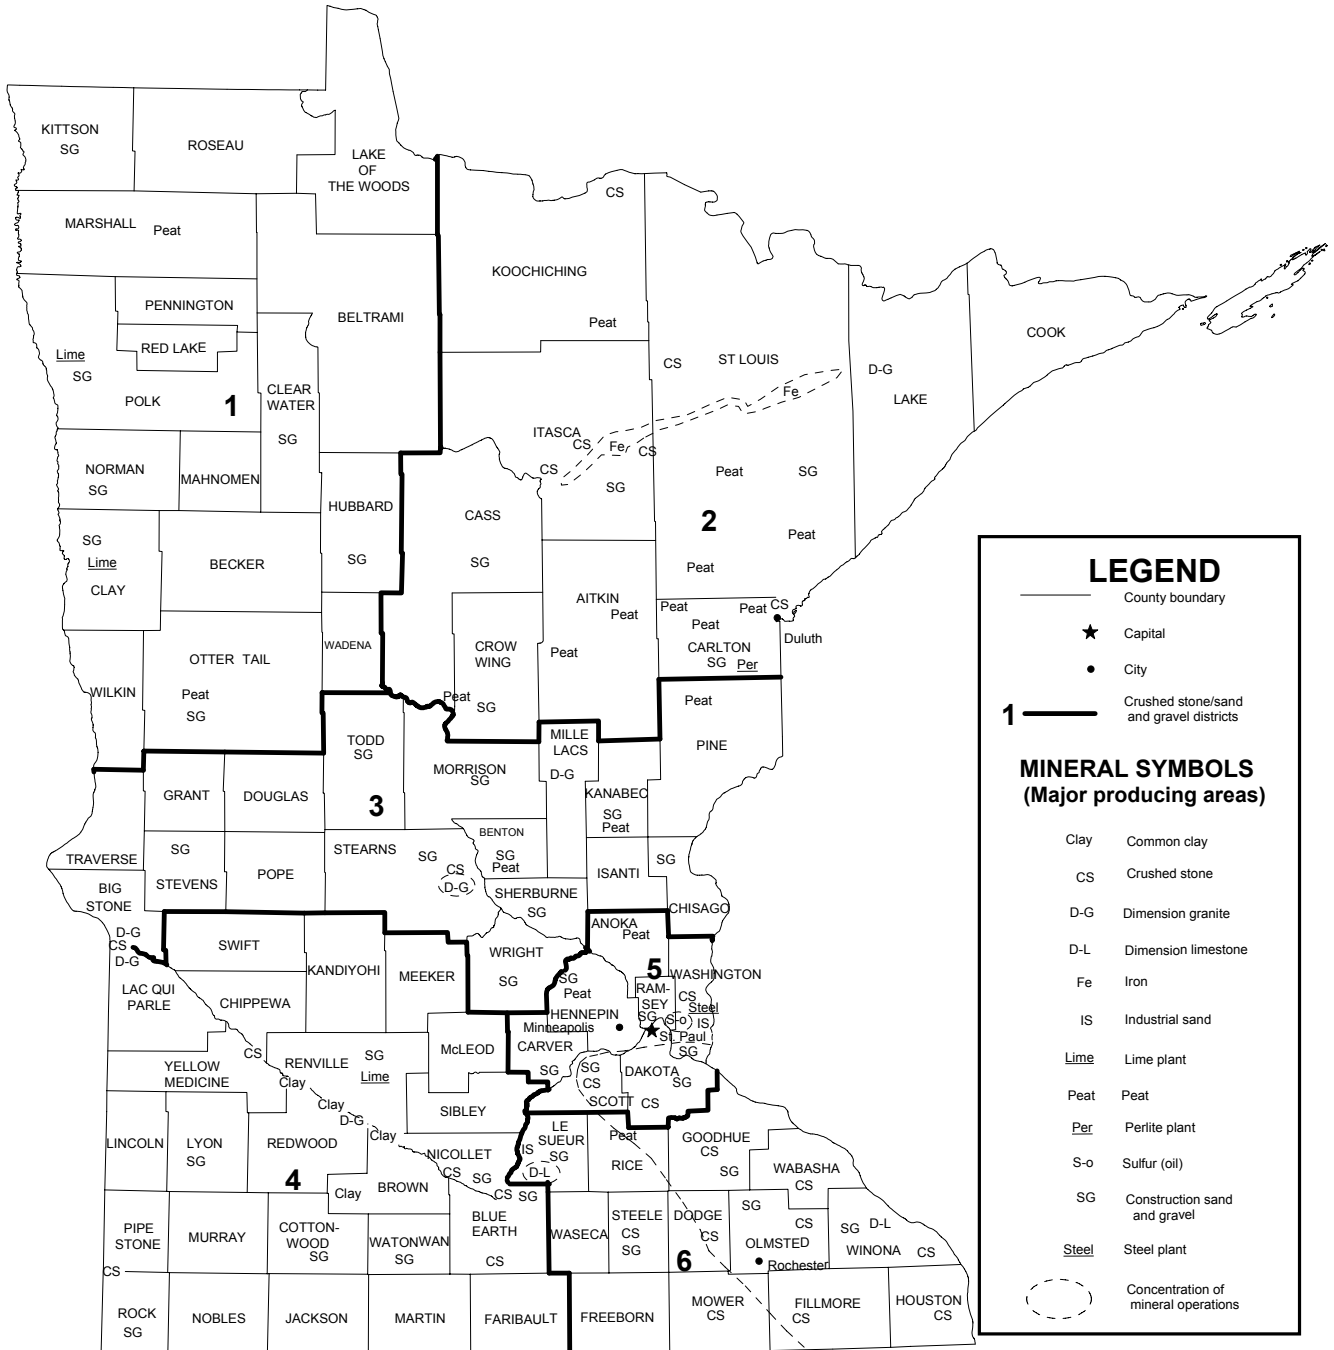 KITTSON
SG
ROSEAU
LAKE
OF
THE WOODS
MARSHALL
Peat
CS
KOOCHICHING
Peat
PENNINGTON
RED LAKE
BELTRAMI
Lime
SG
POLK
1
CLEAR
WATER
SG
CS
ST LOUIS
Fe
D-G
LAKE
COOK
ITASCA
CS
Fe
CS
CS
SG
Peat
SG
2
Peat
Peat
NORMAN
SG
MAHNOMEN
HUBBARD
SG
CASS
SG
SG
Lime
CLAY
BECKER
AITKIN
Peat
Peat
Peat
Peat
CS
Peat
Duluth
CARLTON
SG
Per
OTTER TAIL
Peat
SG
WADENA
CROW
WING
SG
Peat
WILKIN
Peat
PINE
TODD
SG
MORRISON
SG
MILLE
LACS
D-G
KANABEC
SG
Peat
GRANT
DOUGLAS
3
TRAVERSE
SG
STEVENS
POPE
STEARNS
SG
CS
D-G
BENTON
SG
Peat
SHERBURNE
SG
ISANTI
SG
CHISAGO
BIG
STONE
D-G
CS
D-G
SWIFT
KANDIYOHI
MEEKER
WRIGHT
SG
ANOKA
Peat
5
WASHINGTON
RAM-
SEY
SG
CS
Steel
S-o
IS
St. Paul
SG
SG
Peat
HENNEPIN
Minneapolis
CARVER
SG
SG
CS
SCOTT
DAKOTA
SG
CS
LAC QUI
PARLE
CHIPPEWA
YELLOW
MEDICINE
CS
RENVILLE
SG
Lime
McLEOD
SIBLEY
Clay
Clay
D-G
Clay
LINCOLN
LYON
SG
REDWOOD
4
NICOLLET
CS
SG
CS
SG
Clay
BROWN
LE
SUEUR
SG
IS
D-L
Peat
RICE
GOODHUE
CS
SG
WABASHA
CS
PIPE
STONE
CS
MURRAY
COTTON-
WOOD
SG
WATONWAN
SG
BLUE
EARTH
CS
WASECA
STEELE
CS
SG
DODGE
CS
6
SG
CS
OLMSTED
Rochester
SG
D-L
WINONA
CS
ROCK
SG
NOBLES
JACKSON
MARTIN
FARIBAULT
FREEBORN
MOWER
CS
FILLMORE
CS
HOUSTON
CS
LEGEND
County boundary
Capital
City
1
Crushed stone/sand
and gravel districts
MINERAL SYMBOLS
(Major producing areas)
Clay Common clay
CS Crushed stone
D-G Dimension granite
D-L Dimension limestone
Fe Iron
IS Industrial sand
Lime Lime plant
Peat Peat
Per Perlite plant
S-o Sulfur (oil)
SG Construction sand
and gravel
Steel Steel plant
Concentration of
mineral operations